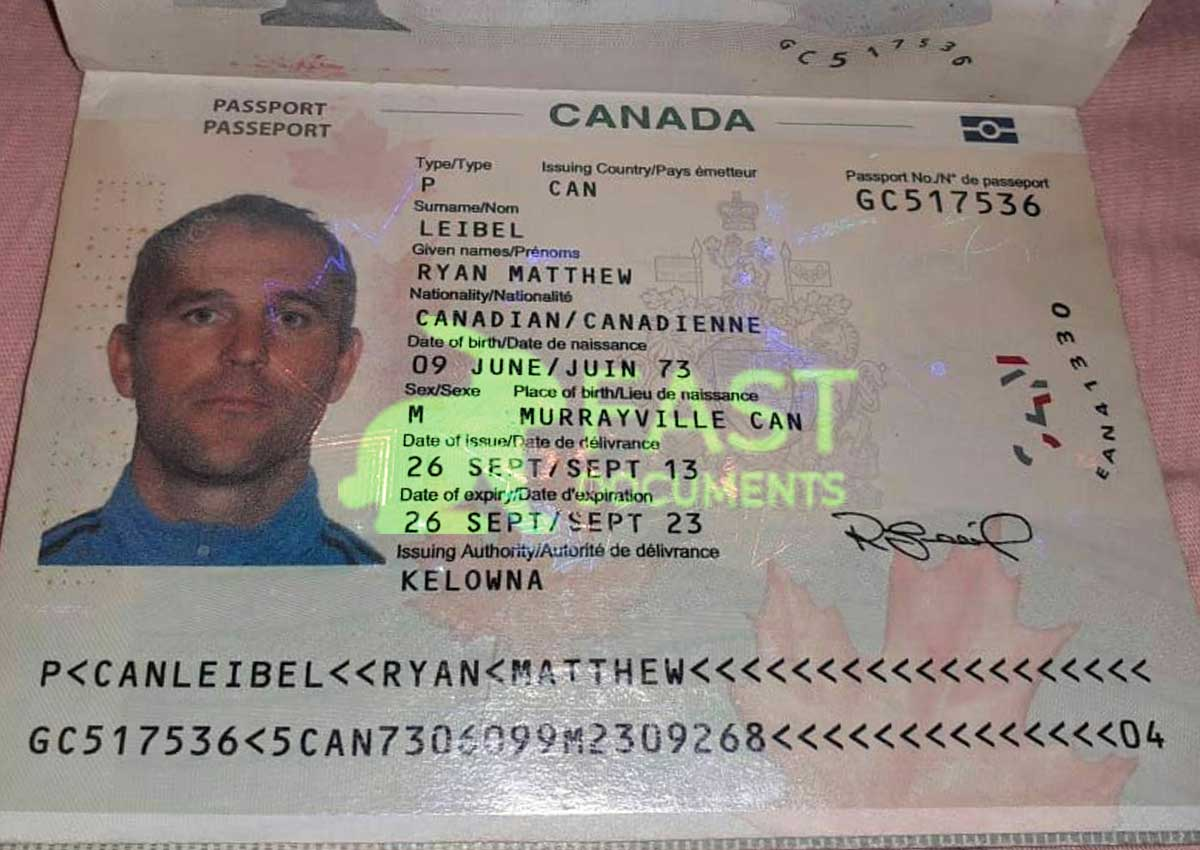 GC517536
PASSPORT
PASSEPORT
CANADA
Type/Type
Issuing Country/Pays émetteur
Passport No./N° de passeport
P
CAN
GC517536
Surname/Nom
LEIBEL
Given names/Prénoms
RYAN MATTHEW
Nationality/Nationalité
CANADIAN/CANADIENNE
Date of birth/Date de naissance
09 JUNE/JUIN 73
Sex/Sexe
Place of birth/Lieu de naissance
M
MURRAYVILLE CAN
Date of issue/Date de délivrance
26 SEPT/SEPT 13
Date of expiry/Date d'expiration
26 SEPT/SEPT 23
Issuing Authority/Autorité de délivrance
KELOWNA
FAST
DOCUMENTS
EANA1330
P<CANLEIBEL<<RYAN<MATTHEW<<<<<<<<<<<<<<<<<<<
GC517536<5CAN7306099M2309268<<<<<<<<<<<<<<04